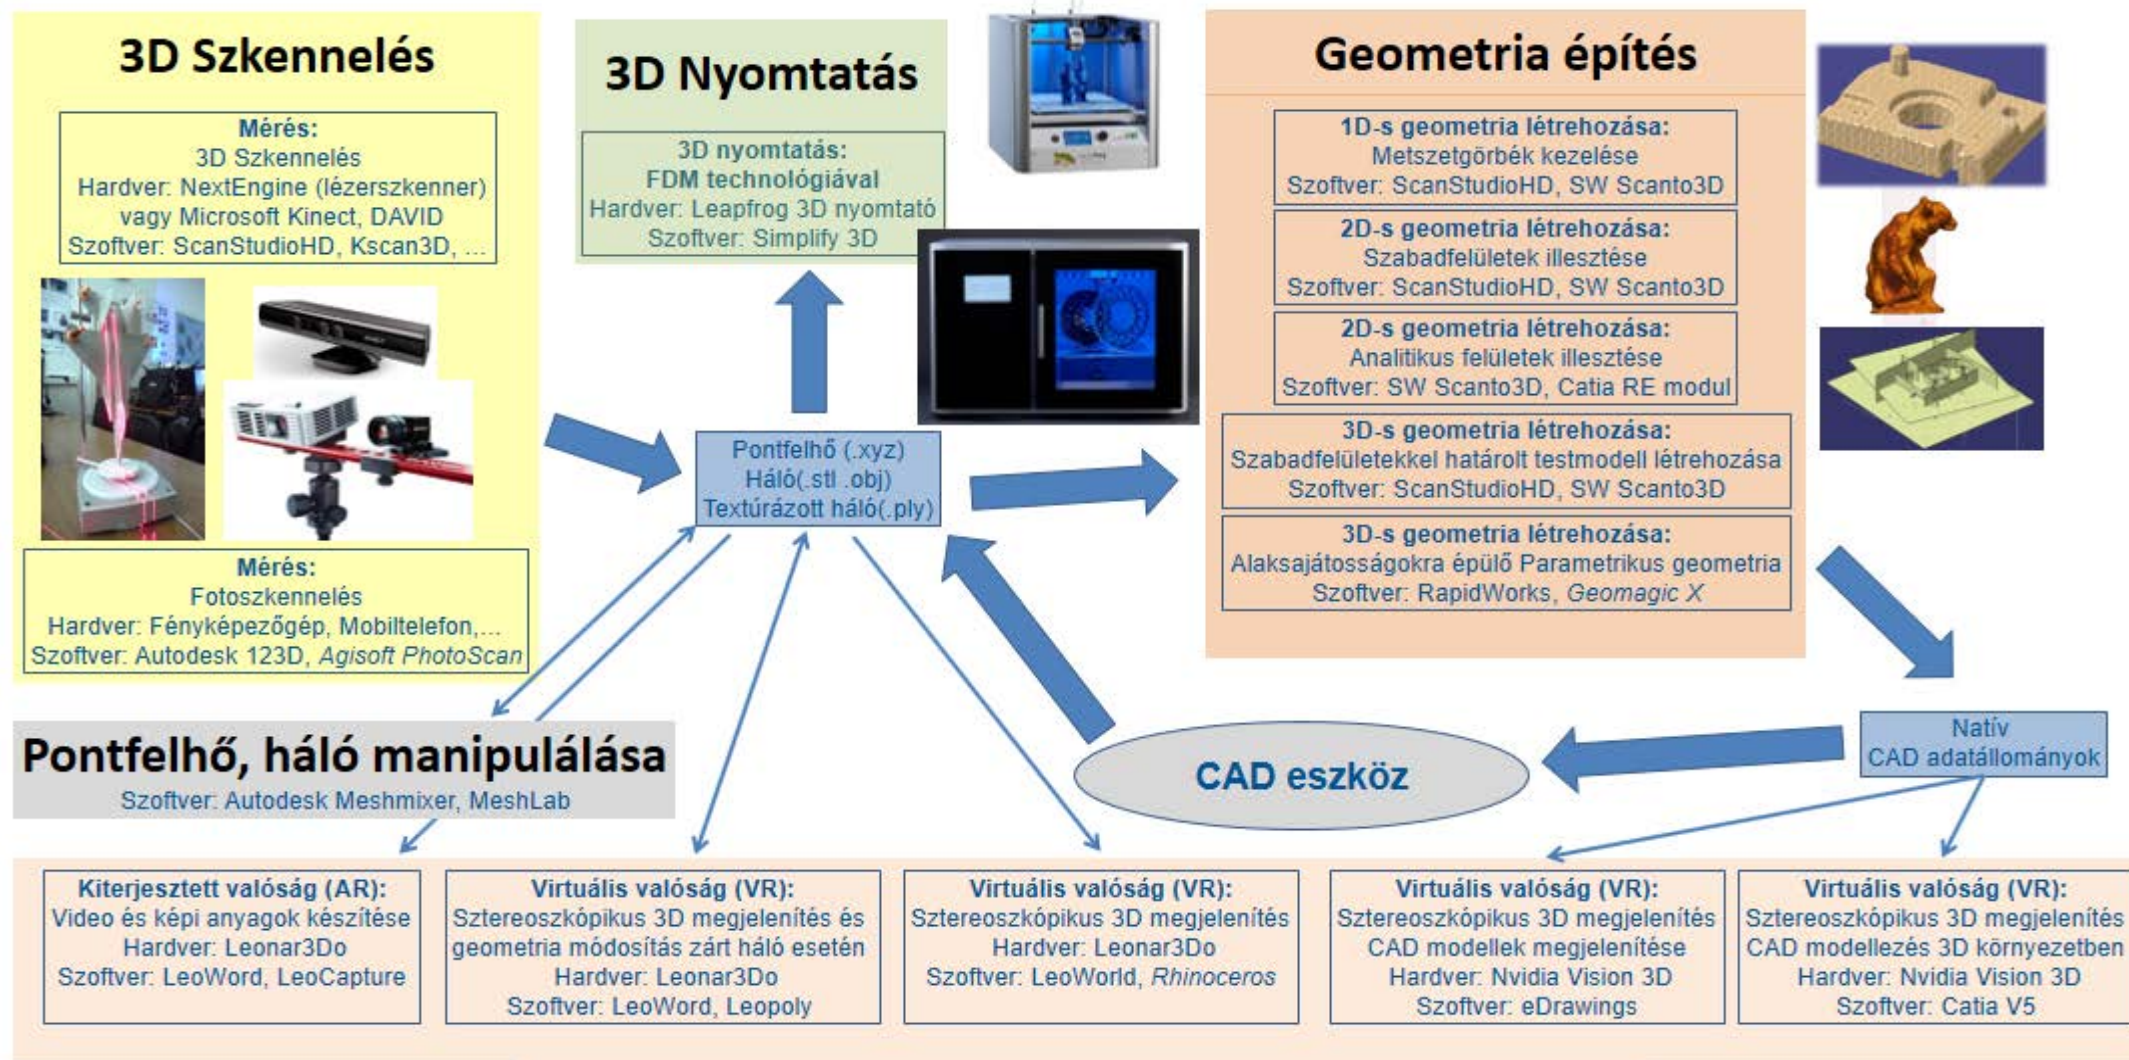 3D Szkennelés
Mérés:
3D Szkennelés
Hardver: NextEngine (lézerszkenner)
vagy Microsoft Kinect, DAVID
Szoftver: ScanStudioHD, Kscan3D, ...
Mérés:
Fotoszkennelés
Hardver: Fényképezőgép, Mobiltelefon,...
Szoftver: Autodesk 123D, Agisoft PhotoScan
3D Nyomtatás
3D nyomtatás:
FDM technológiával
Hardver: Leapfrog 3D nyomtató
Szoftver: Simplify 3D
Pontfelhő (.xyz)
Háló(.stl .obj)
Textúrázott háló(.ply)
Geometria építés
1D-s geometria létrehozása:
Metszetgörbék kezelése
Szoftver: ScanStudioHD, SW Scanto3D
2D-s geometria létrehozása:
Szabadfelületek illesztése
Szoftver: ScanStudioHD, SW Scanto3D
2D-s geometria létrehozása:
Analitikus felületek illesztése
Szoftver: SW Scanto3D, Catia RE modul
3D-s geometria létrehozása:
Szabadfelületekkel határolt testmodell létrehozása
Szoftver: ScanStudioHD, SW Scanto3D
3D-s geometria létrehozása:
Alaksajátosságokra épülő Parametrikus geometria
Szoftver: RapidWorks, Geomagic X
Pontfelhő, háló manipulálása
Szoftver: Autodesk Meshmixer, MeshLab
CAD eszköz
Natív
CAD adatállományok
Kiterjesztett valóság (AR):
Video és képi anyagok készítése
Hardver: Leonar3Do
Szoftver: LeoWord, LeoCapture
Virtuális valóság (VR):
Sztereoszkópikus 3D megjelenítés és
geometria módosítás zárt háló esetén
Hardver: Leonar3Do
Szoftver: LeoWord, Leopoly
Virtuális valóság (VR):
Sztereoszkópikus 3D megjelenítés
Hardver: Leonar3Do
Szoftver: LeoWorld, Rhinoceros
Virtuális valóság (VR):
Sztereoszkópikus 3D megjelenítés
CAD modellek megjelenítése
Hardver: Nvidia Vision 3D
Szoftver: eDrawings
Virtuális valóság (VR):
Sztereoszkópikus 3D megjelenítés
CAD modellezés 3D környezetben
Hardver: Nvidia Vision 3D
Szoftver: Catia V5